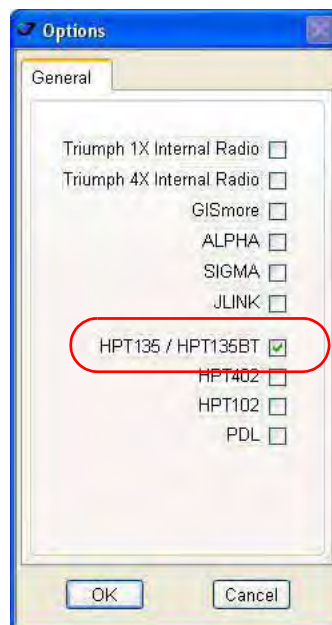 Options
General
Triumph 1X Internal Radio
Triumph 4X Internal Radio
GISmore
ALPHA
SIGMA
JLINK
HPT135 / HPT135BT
HPT402
HPT102
PDL
OK
Cancel